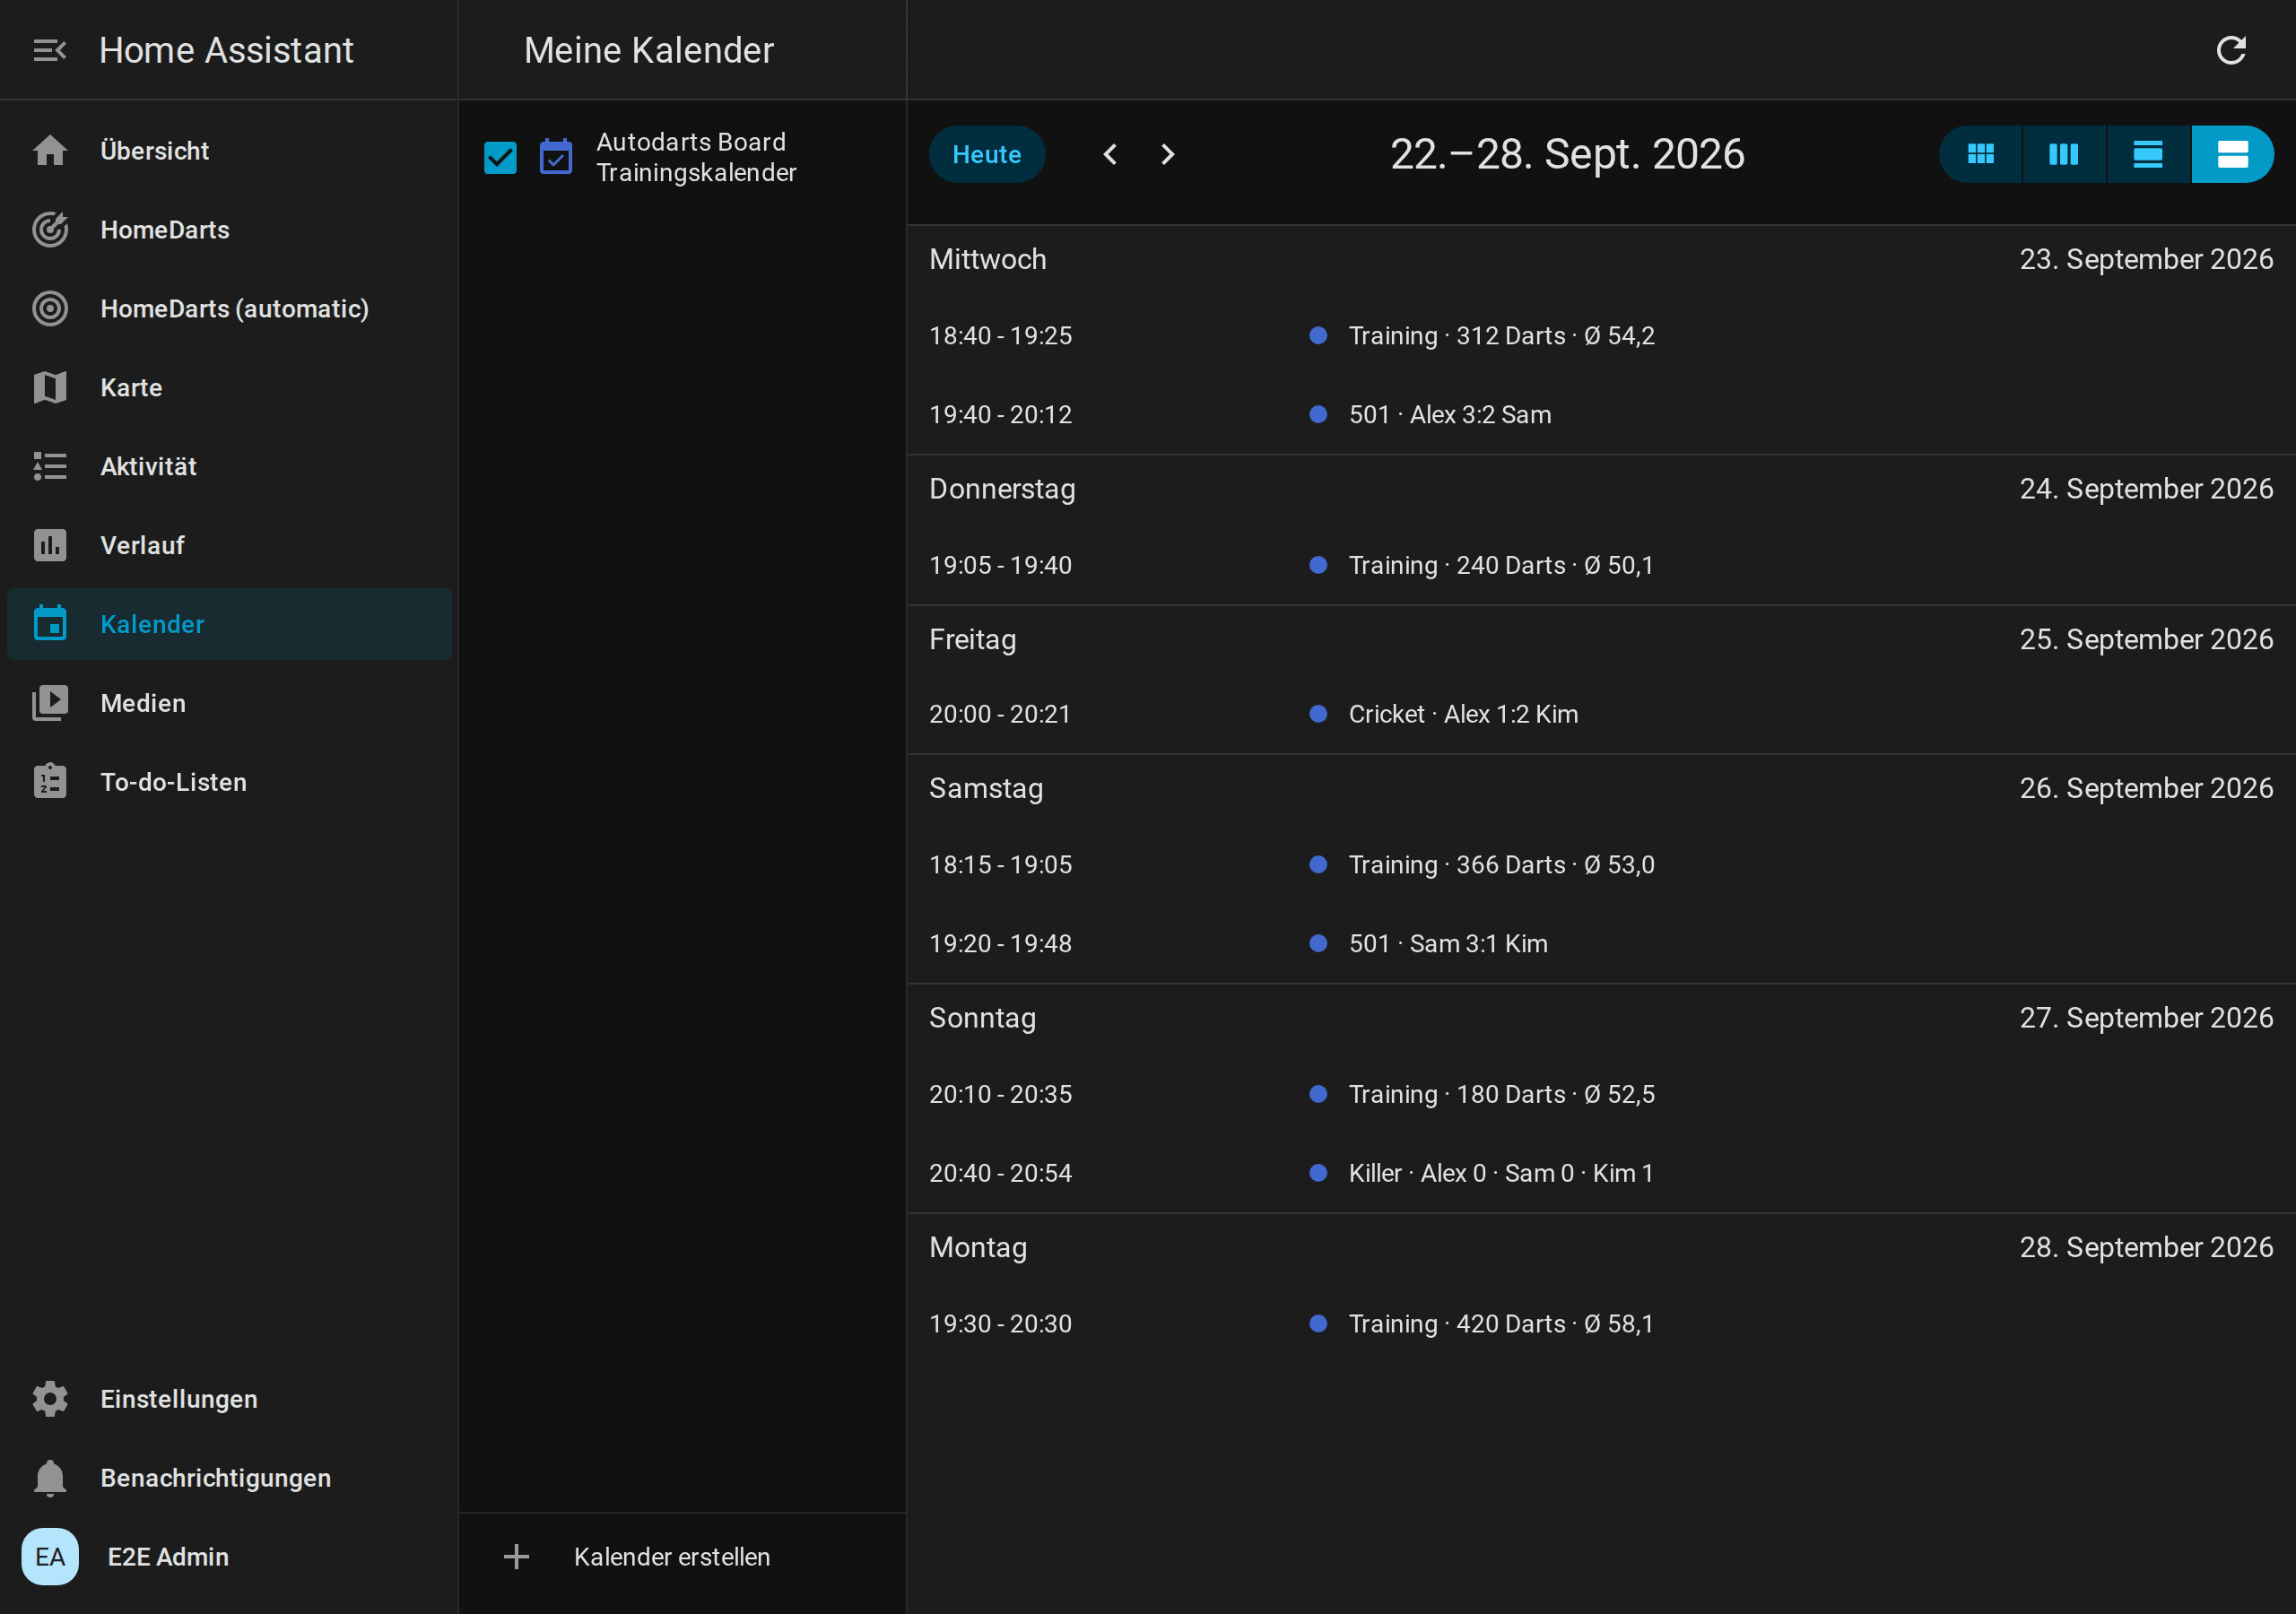 Home Assistant
Übersicht
HomeDarts
HomeDarts (automatic)
Karte
Aktivität
Verlauf
Kalender
Medien
To-do-Listen
Einstellungen
Benachrichtigungen
EA E2E Admin
Meine Kalender
Autodarts Board
Trainingskalender
Kalender erstellen
Heute 22.–28. Sept. 2026
Mittwoch 23. September 2026
18:40 - 19:25 Training · 312 Darts · Ø 54,2
19:40 - 20:12 501 · Alex 3:2 Sam
Donnerstag 24. September 2026
19:05 - 19:40 Training · 240 Darts · Ø 50,1
Freitag 25. September 2026
20:00 - 20:21 Cricket · Alex 1:2 Kim
Samstag 26. September 2026
18:15 - 19:05 Training · 366 Darts · Ø 53,0
19:20 - 19:48 501 · Sam 3:1 Kim
Sonntag 27. September 2026
20:10 - 20:35 Training · 180 Darts · Ø 52,5
20:40 - 20:54 Killer · Alex 0 · Sam 0 · Kim 1
Montag 28. September 2026
19:30 - 20:30 Training · 420 Darts · Ø 58,1